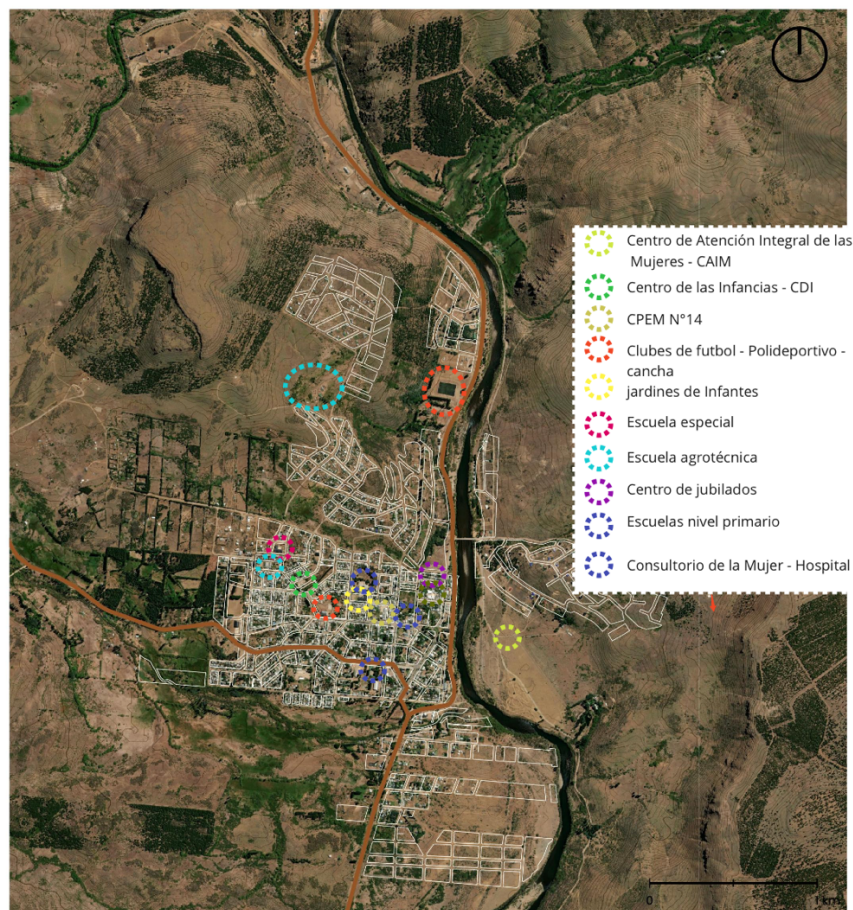 Centro de Atención Integral de las
Mujeres - CAIM
Centro de las Infancias - CDI
CPEM N°14
Clubes de futbol - Polideportivo -
cancha
jardines de Infantes
Escuela especial
Escuela agrotécnica
Centro de jubilados
Escuelas nivel primario
Consultorio de la Mujer - Hospital
0 1 km